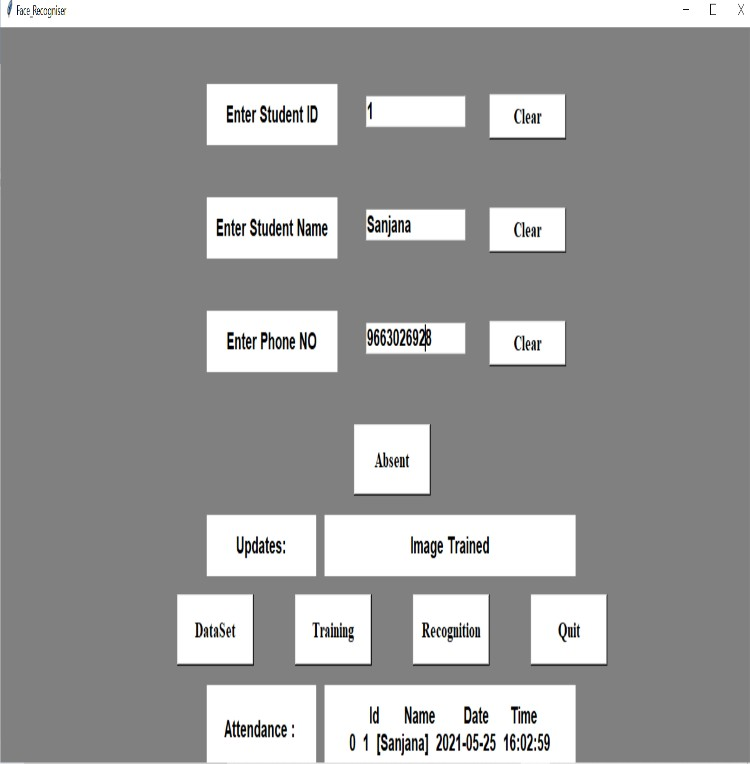 Face_Recogniser
Enter Student ID
1
Clear
Enter Student Name
Sanjana
Clear
Enter Phone NO
9663026928
Clear
Absent
Updates:
Image Trained
DataSet
Training
Recognition
Quit
Attendance :
Id Name Date Time
0 1 [Sanjana] 2021-05-25 16:02:59